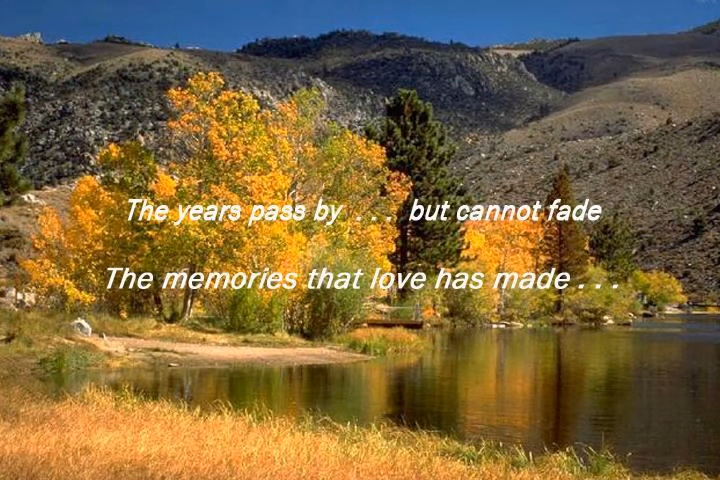 The years pass by . . . but cannot fade
The memories that love has made . . .